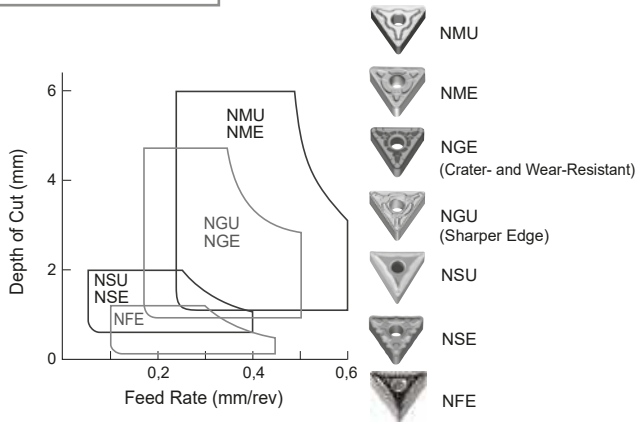 6
4
2
0
Depth of Cut (mm)
NMU
NME
NGU
NGE
NSU
NSE
NFE
0,2
0,4
0,6
Feed Rate (mm/rev)
NMU
NME
NGE
(Crater- and Wear-Resistant)
NGU
(Sharper Edge)
NSU
NSE
NFE